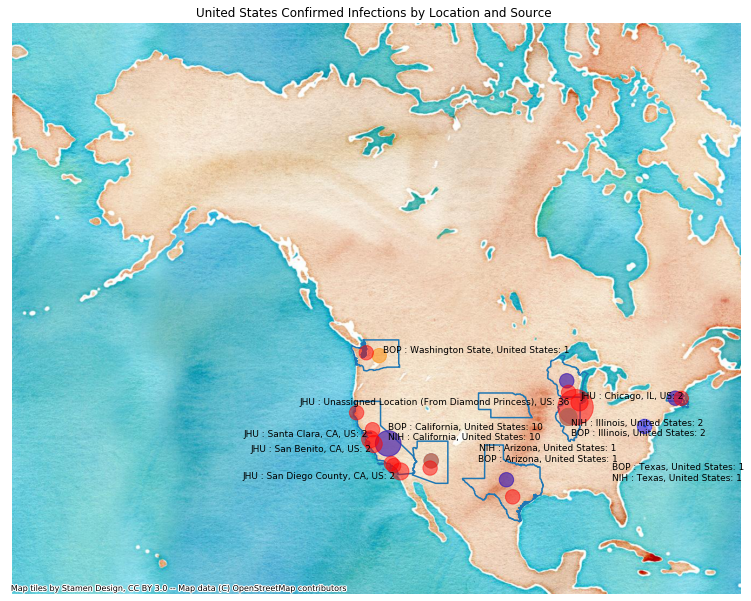 United States Confirmed Infections by Location and Source
BOP : Washington State, United States: 1
JHU : Chicago, IL, US: 2
JHU : Unassigned Location (From Diamond Princess), US: 36
NIH : Illinois, United States: 2
BOP : California, United States: 10
BOP : Illinois, United States: 2
JHU : Santa Clara, CA, US: 2
NIH : California, United States: 10
JHU : San Benito, CA, US: 2
NIH : Arizona, United States: 1
BOP : Arizona, United States: 1
BOP : Texas, United States: 1
JHU : San Diego County, CA, US: 2
NIH : Texas, United States: 1
Map tiles by Stamen Design, CC BY 3.0 -- Map data (C) OpenStreetMap contributors